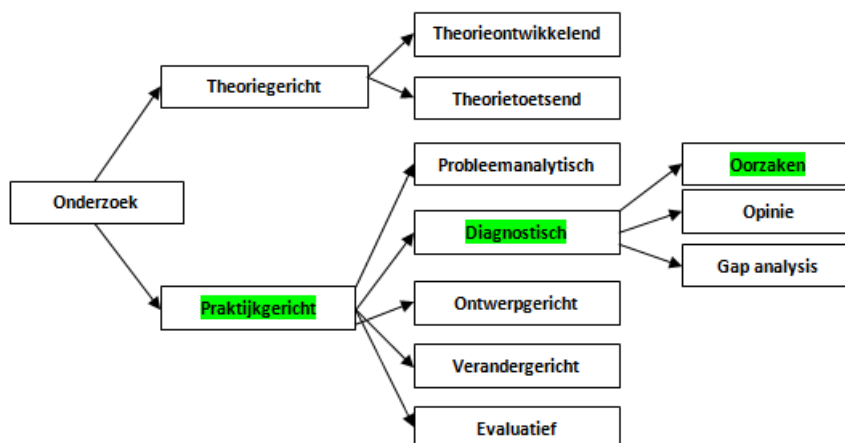 Theorieontwikkelend
Theoriegericht
Theorietoetsend
Probleemanalytisch
Oorzaken
Onderzoek
Opinie
Diagnostisch
Gap analysis
Praktijkgericht
Ontwerpgericht
Verandergericht
Evaluatief